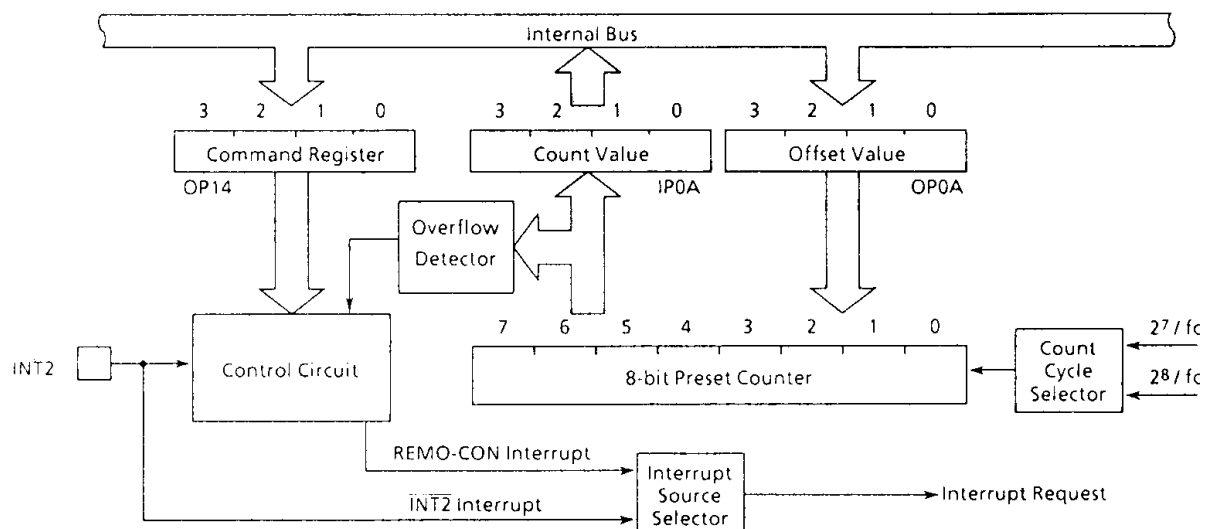 Internal Bus
3 2 1 0
3 2 1 0
3 2 1 0
Command Register
Count Value
Offset Value
OP14
IP0A
OP0A
Overflow
Detector
7 6 5 4 3 2 1 0
INT2
Control Circuit
8-bit Preset Counter
Count
Cycle
Selector
2⁷ / fc
2⁸ / fc
REMO-CON Interrupt
INT2 Interrupt
Interrupt
Source
Selector
Interrupt Request